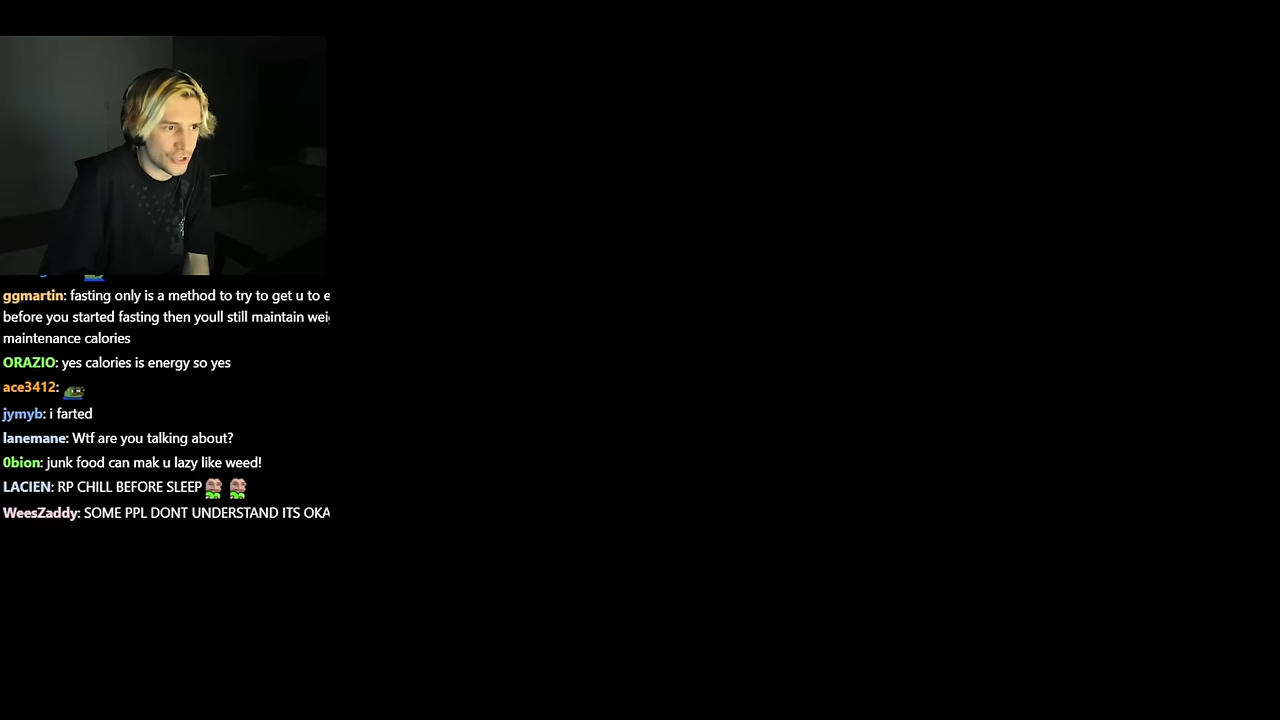 ggmartin: fasting only is a method to try to get u to
before you started fasting then youll still maintain
maintenance calories
ORAZIO: yes calories is energy so yes
ace3412:
jymyb: i farted
lanemane: Wtf are you talking about?
0bion: junk food can mak u lazy like weed!
LACIEN: RP CHILL BEFORE SLEEP
WeesZaddy: SOME PPL DONT UNDERSTAND ITS